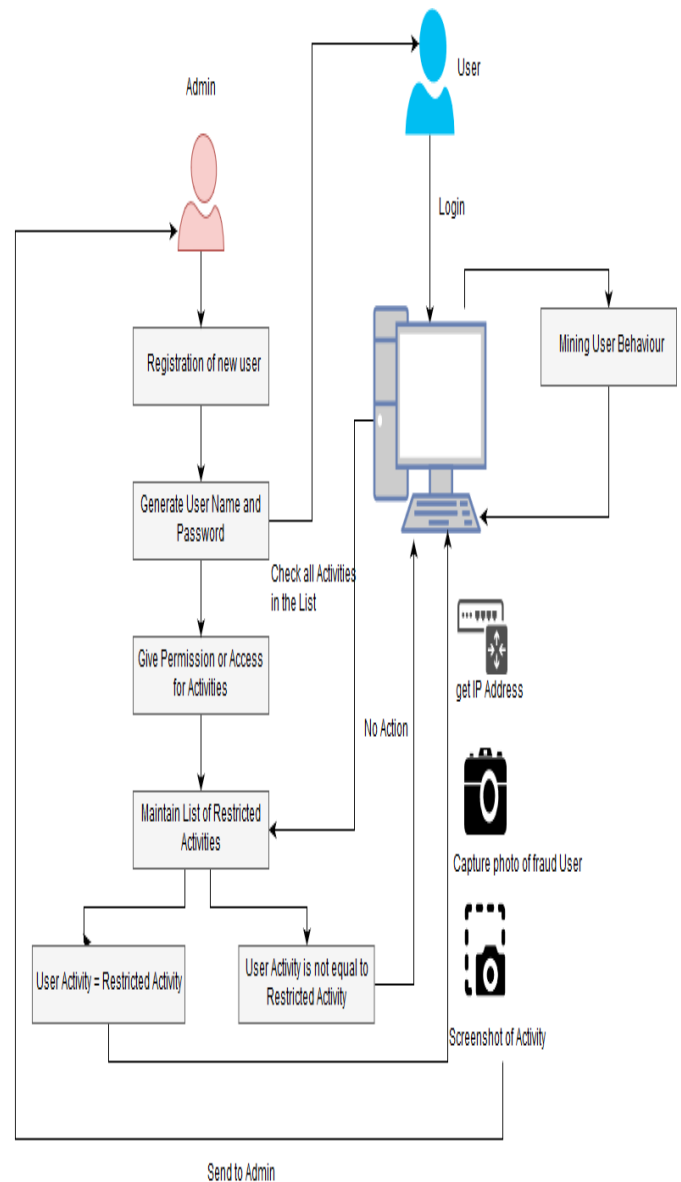 User
Admin
Login
Mining User Behaviour
Registration of new user
Generate User Name and
Password
Check all Activities
in the List
Give Permission or Access
for Activities
get IP Address
No Action
Maintain List of Restricted
Activities
Capture photo of fraud User
User Activity = Restricted Activity
User Activity is not equal to
Restricted Activity
Screenshot of Activity
Send to Admin